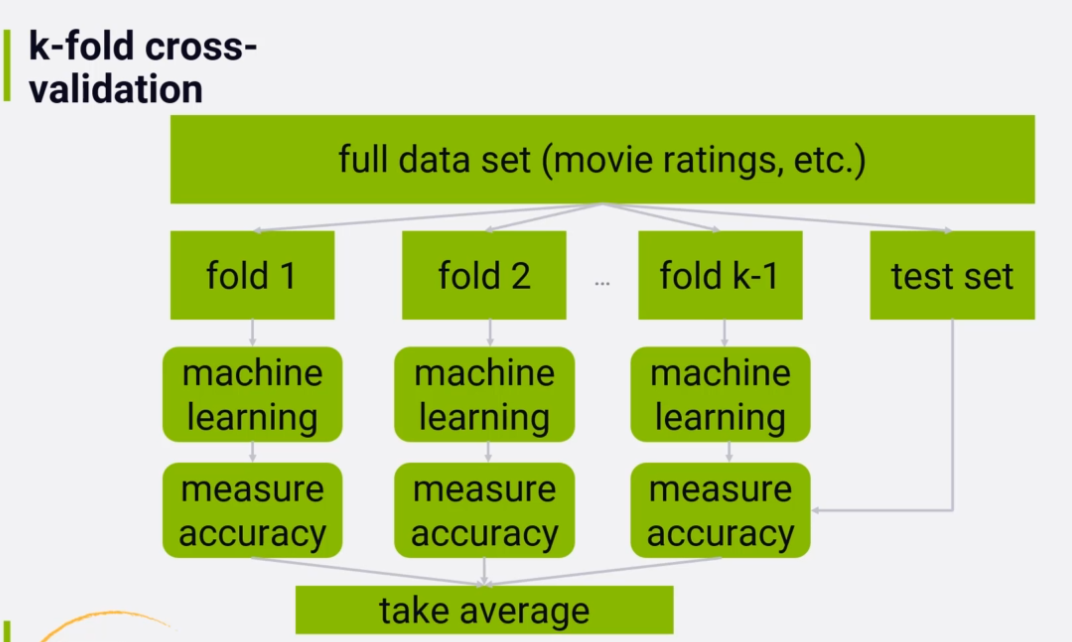 k-fold cross-
validation
full data set (movie ratings, etc.)
fold 1
fold 2
...
fold k-1
test set
machine
learning
machine
learning
machine
learning
measure
accuracy
measure
accuracy
measure
accuracy
take average